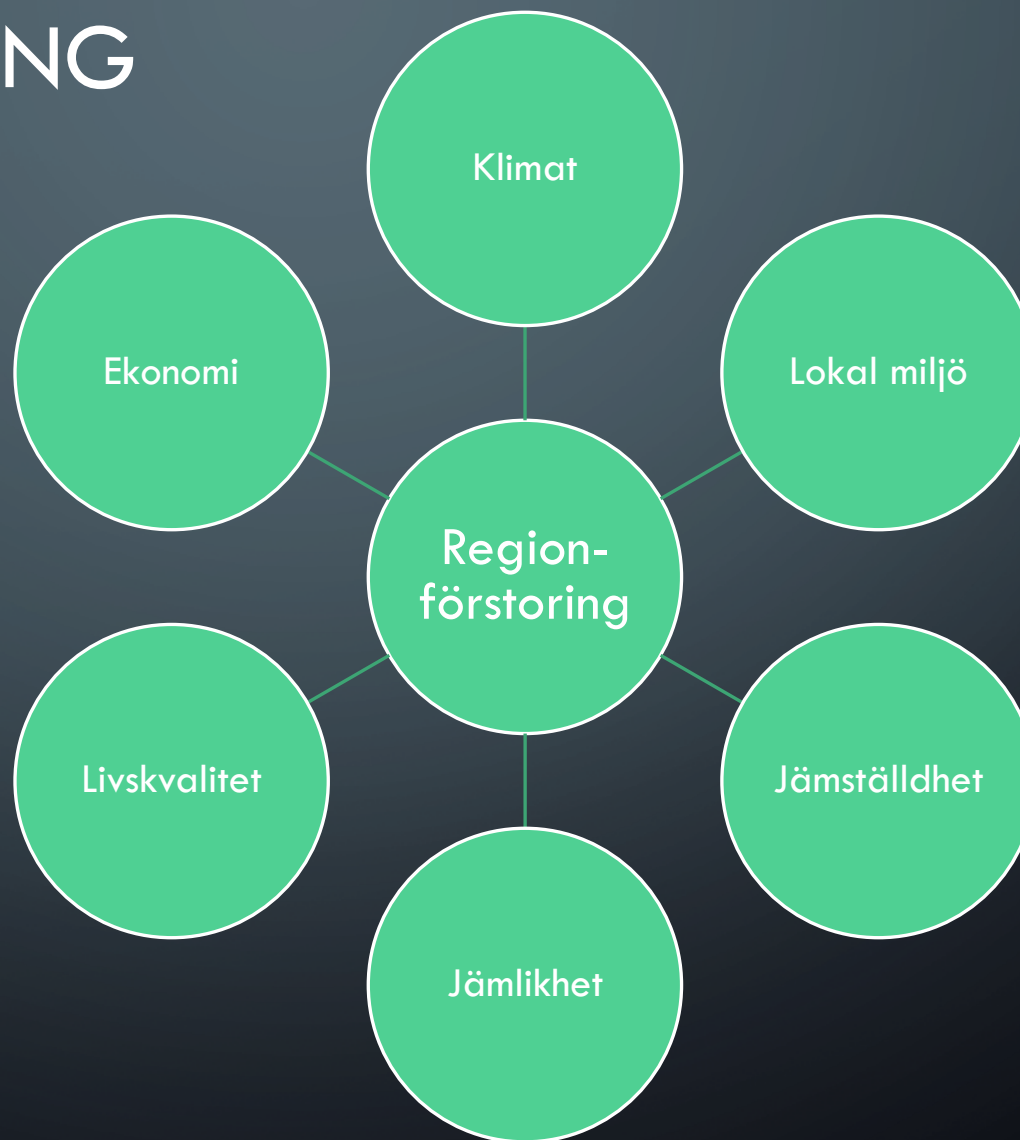 NG
Klimat
Ekonomi
Lokal miljö
Region-
förstoring
Livskvalitet
Jämställdhet
Jämlikhet